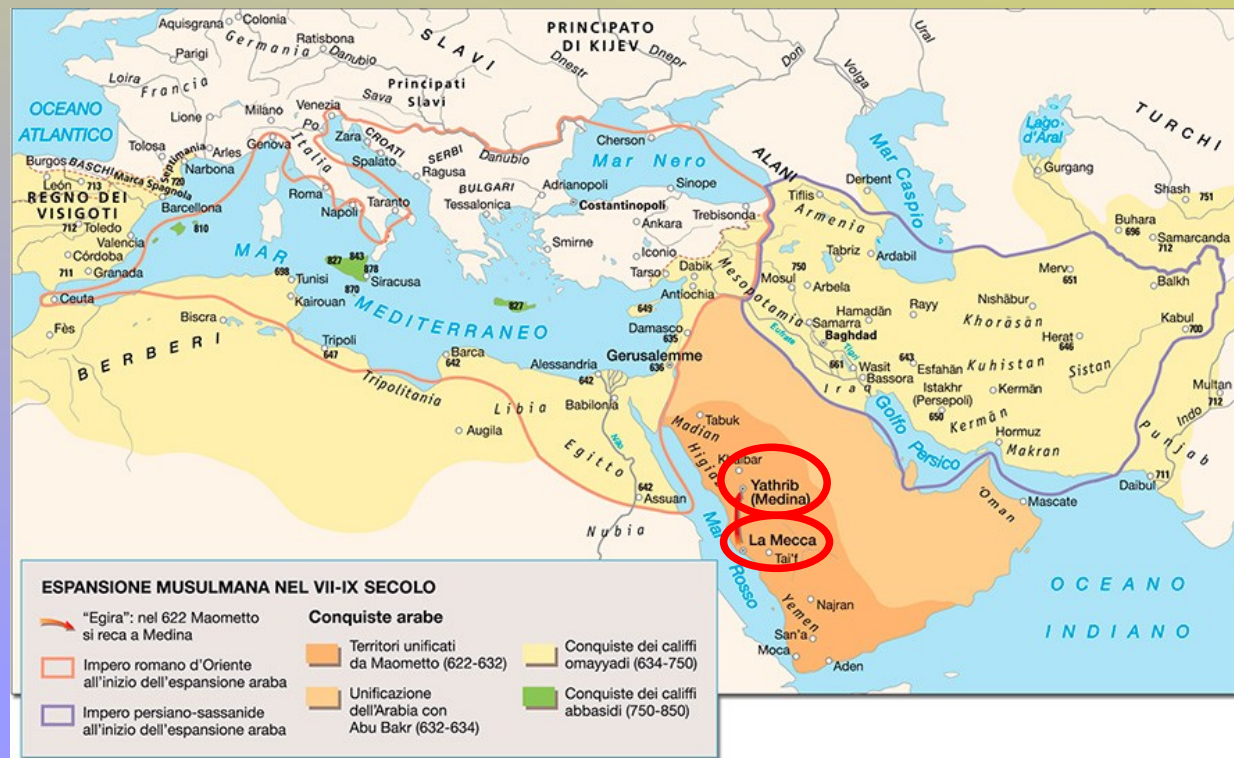 Aquisgrana
Colonia
Ratisbona
Germania
Danubio
Parigi
Loira
Francia
SLAVI
PRINCIPATO
DI KIJEV
Dnestr
Dnepr
Don
Volga
Ural
Principati
Slavi
OCEANO
ATLANTICO
Lione
Milano
Venezia
Sava
Po
Genova
Italia
Zara
CROATI
Spalato
SERBI
Danubio
Ragusa
BULGARI
Cherson
Mar Nero
ALANI
Mar Caspio
Lago
d'Aral
TURCHI
Tolosa
Septimania
Arles
Narbona
720
Burgos
BASCHI
Marca Spagnola
León
713
REGNO DEI
VISIGOTI
712
Toledo
Barcellona
Valencia
810
Córdoba
711
Granada
Ceuta
Fès
Roma
Napoli
Taranto
Adrianopoli
Tessalonica
Costantinopoli
Sinope
Trebisonda
Ankara
Smirne
Iconio
Tarso
Tiflis
Derbent
Armenia
Tabriz
Ardabil
Gurgang
Shash
751
Buhara
696
712
Samarcanda
Merv
651
Balkh
MAR
MEDITERRANEO
698
Tunisi
Kairouan
827
843
878
870
Siracusa
827
649
Dabik
Antiochia
Mesopotamia
750
Mosul
Arbela
Samarra
Baghdad
Eufrate
Tigri
Hamadān
Rayy
Nishābur
Khorāsān
Kabul
700
Herat
646
Biscra
BERBERI
Tripoli
647
Tripolitania
Barca
642
Alessandria
642
Damasco
635
Gerusalemme
636
661
Wasit
Bassora
Iraq
643
Esfahān
Kuhistan
Sistan
Istakhr
(Persepoli)
650
Kermān
Kermān
Multan
712
Indo
Punjab
Libia
Augila
Babilonia
Egitto
Nilo
642
Assuan
Nubia
Madian
Tabuk
Higiaz
Khaibar
Yathrib
(Medina)
La Mecca
Tai'f
Mar Rosso
Golfo Persico
Hormuz
Makran
'Oman
Mascate
711
Daibul
Najran
Yemen
San'a
Moca
Aden
OCEANO
INDIANO
ESPANSIONE MUSULMANA NEL VII-IX SECOLO
"Egira": nel 622 Maometto
si reca a Medina
Impero romano d'Oriente
all'inizio dell'espansione araba
Impero persiano-sassanide
all'inizio dell'espansione araba
Conquiste arabe
Territori unificati
da Maometto (622-632)
Unificazione
dell'Arabia con
Abu Bakr (632-634)
Conquiste dei califfi
omayyadi (634-750)
Conquiste dei califfi
abbasidi (750-850)